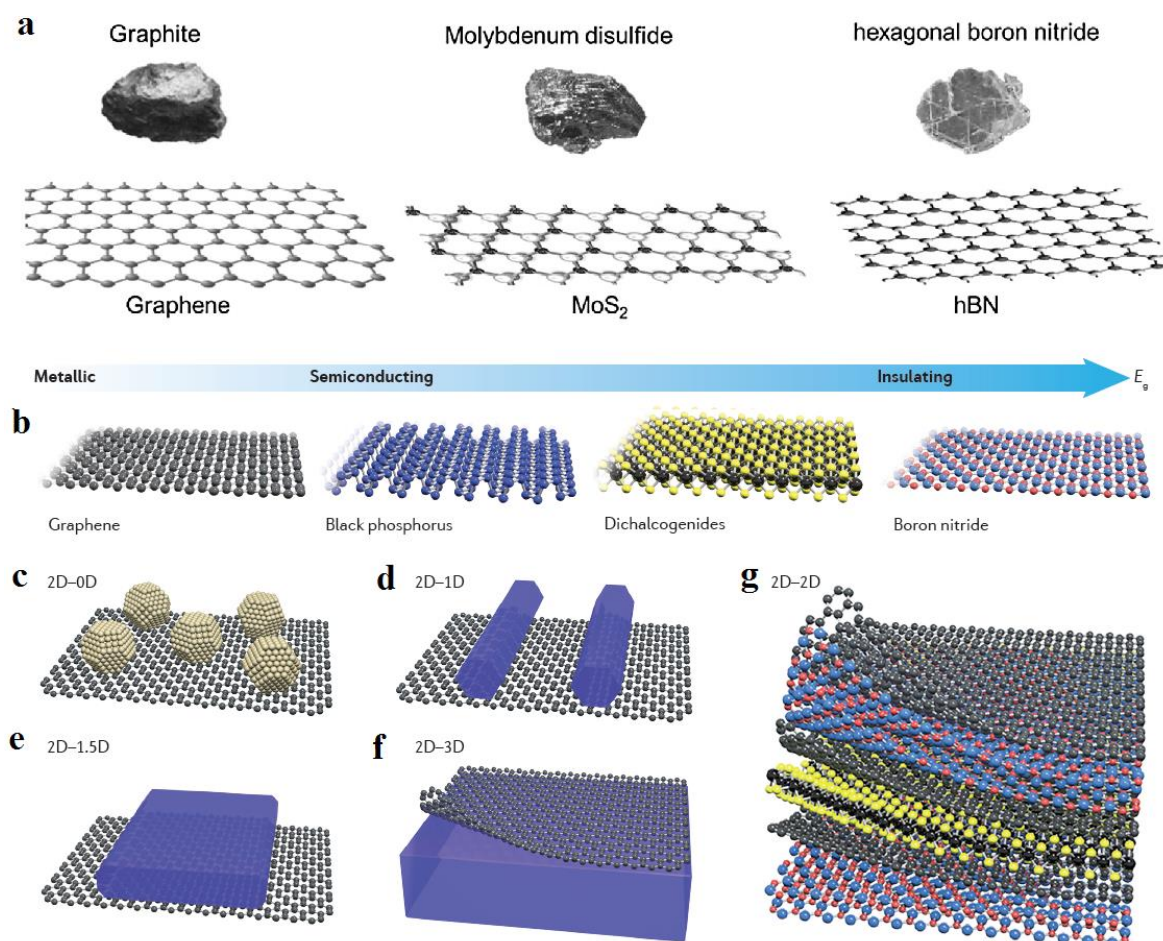 a
Graphite
Molybdenum disulfide
hexagonal boron nitride
Graphene
MoS₂
hBN
Metallic
Semiconducting
Insulating
E_g
b
Graphene
Black phosphorus
Dichalcogenides
Boron nitride
c 2D–0D
d 2D–1D
g 2D–2D
e 2D–1.5D
f 2D–3D